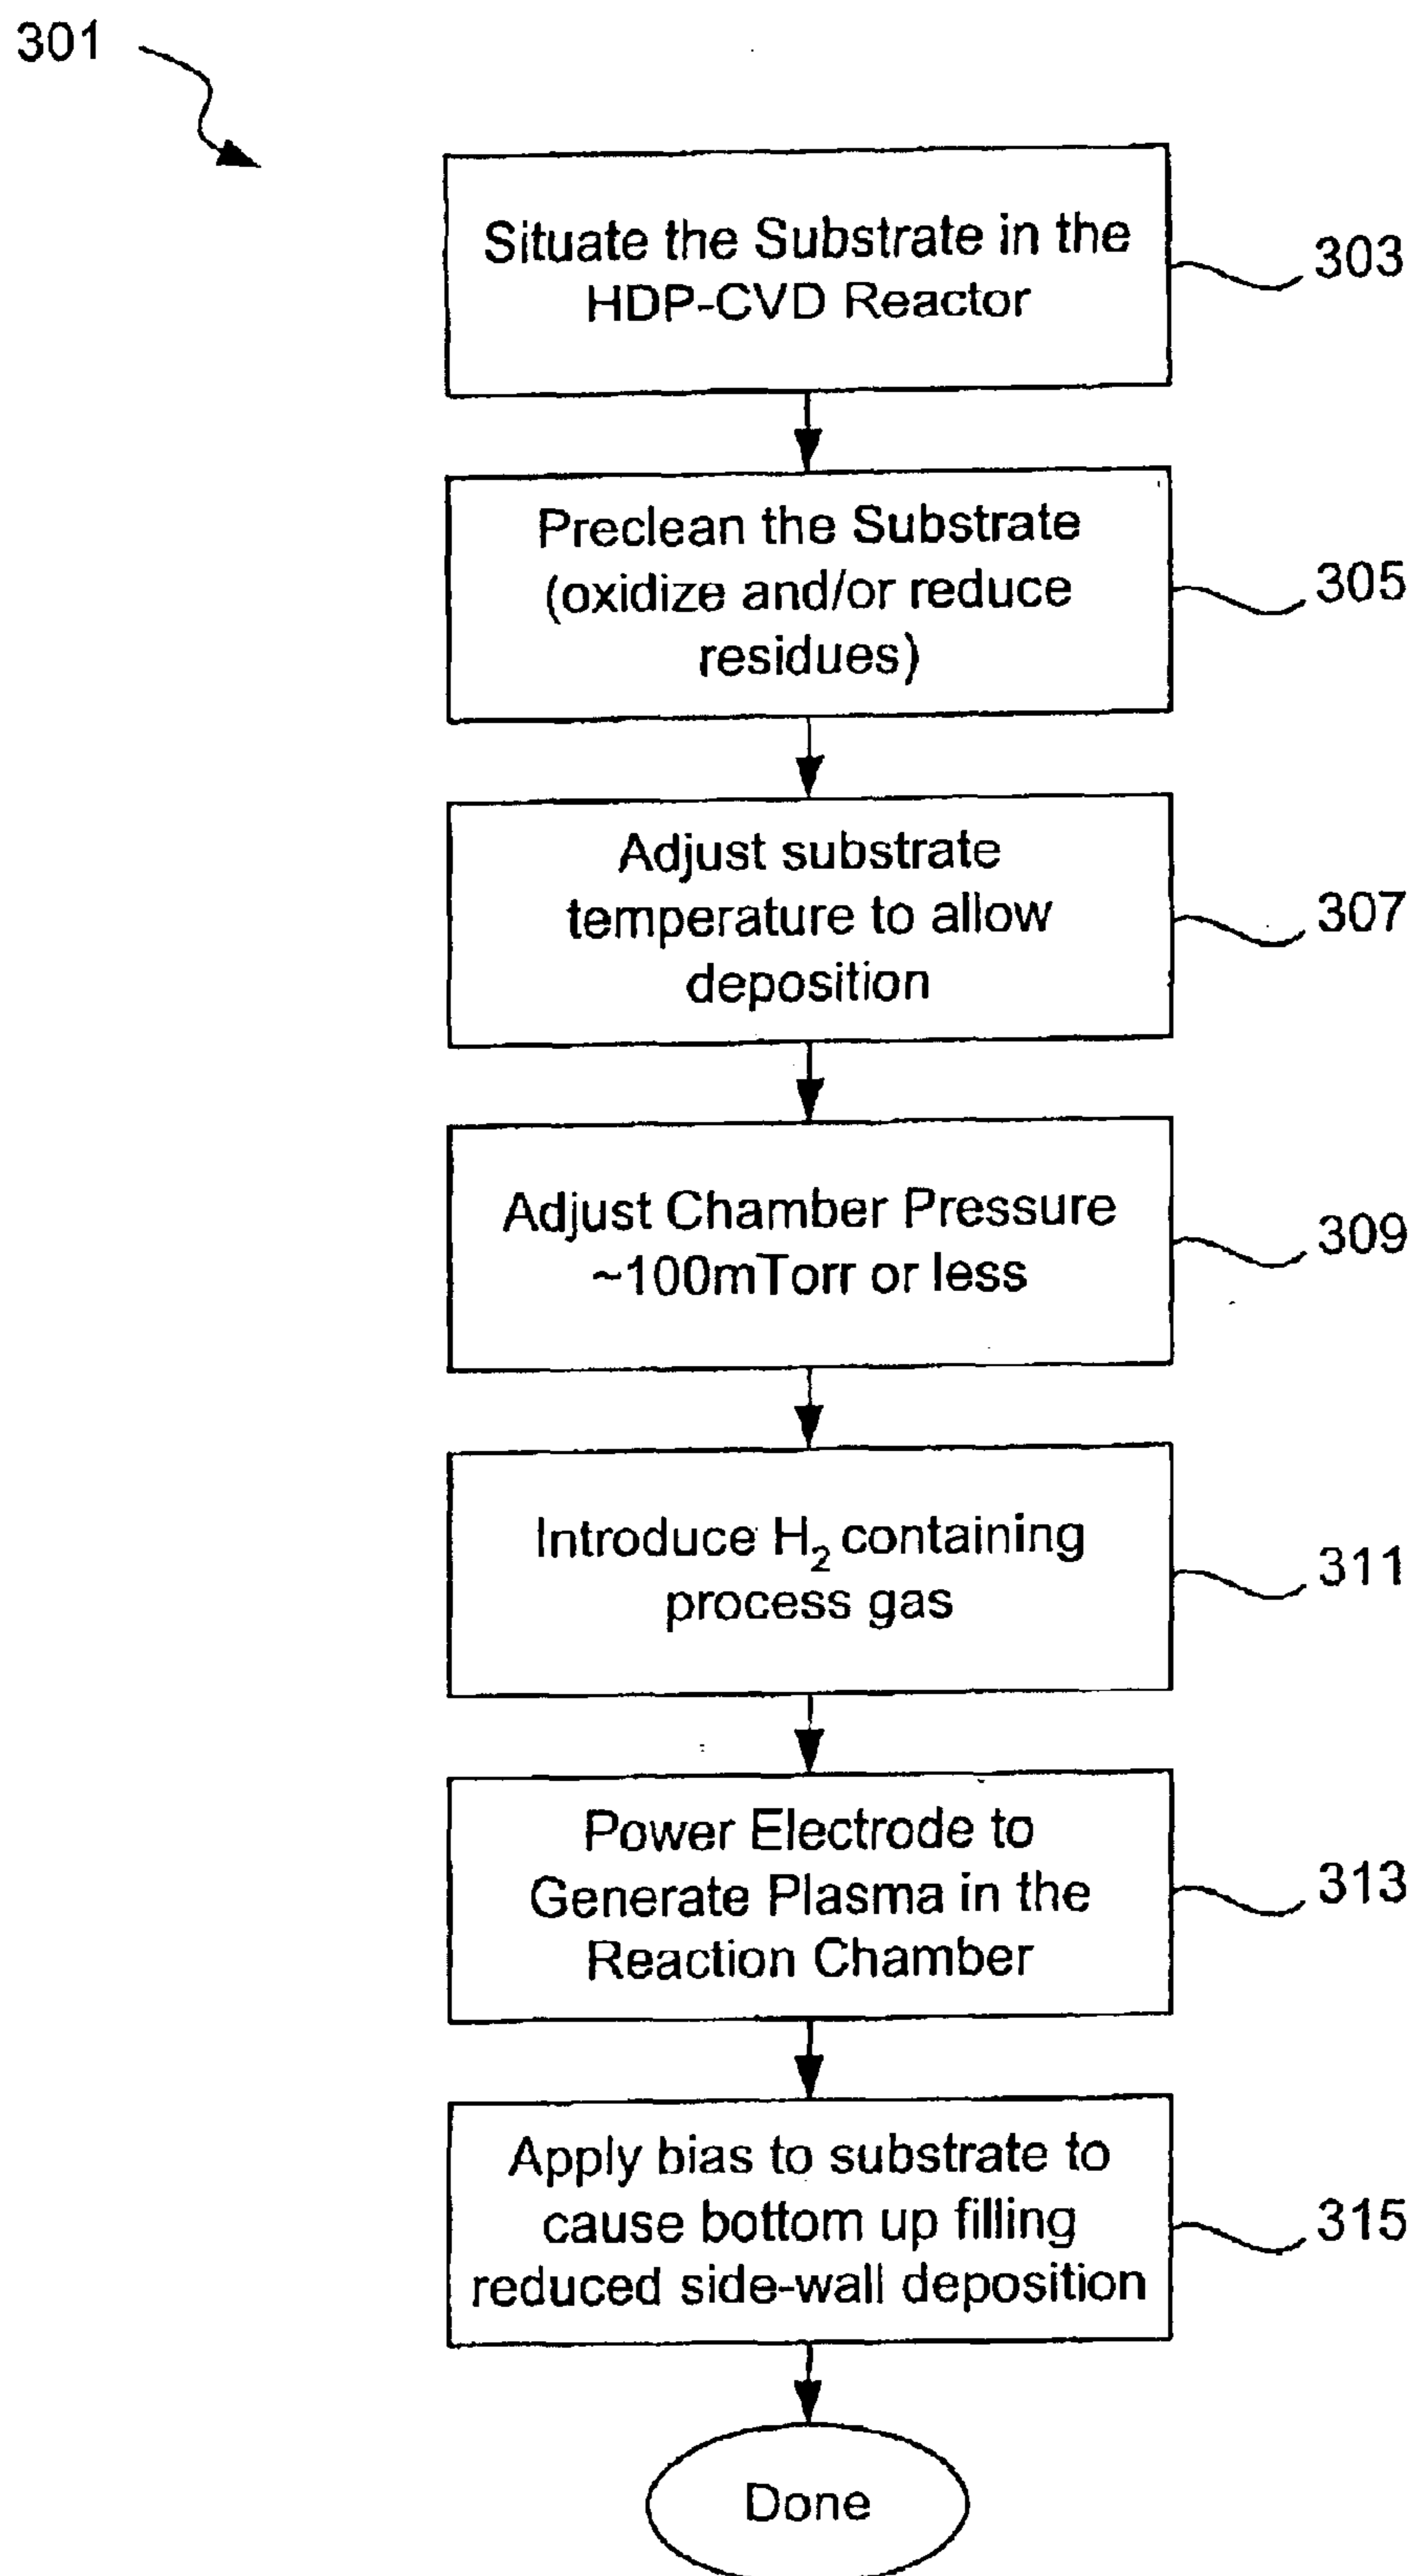 301
Situate the Substrate in the
HDP-CVD Reactor
303
Preclean the Substrate
(oxidize and/or reduce
residues)
305
Adjust substrate
temperature to allow
deposition
307
Adjust Chamber Pressure
~100mTorr or less
309
Introduce H₂ containing
process gas
311
Power Electrode to
Generate Plasma in the
Reaction Chamber
313
Apply bias to substrate to
cause bottom up filling
reduced side-wall deposition
315
Done